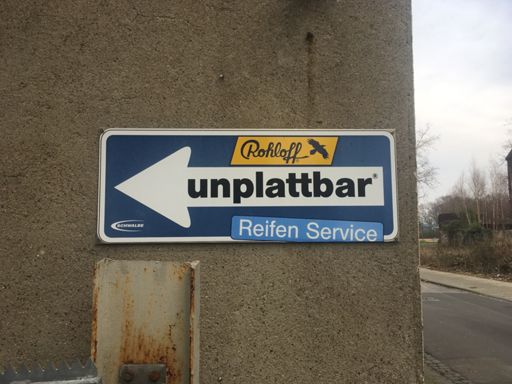 Rohloff
unplattbar®
SCHWALBE
Reifen Service